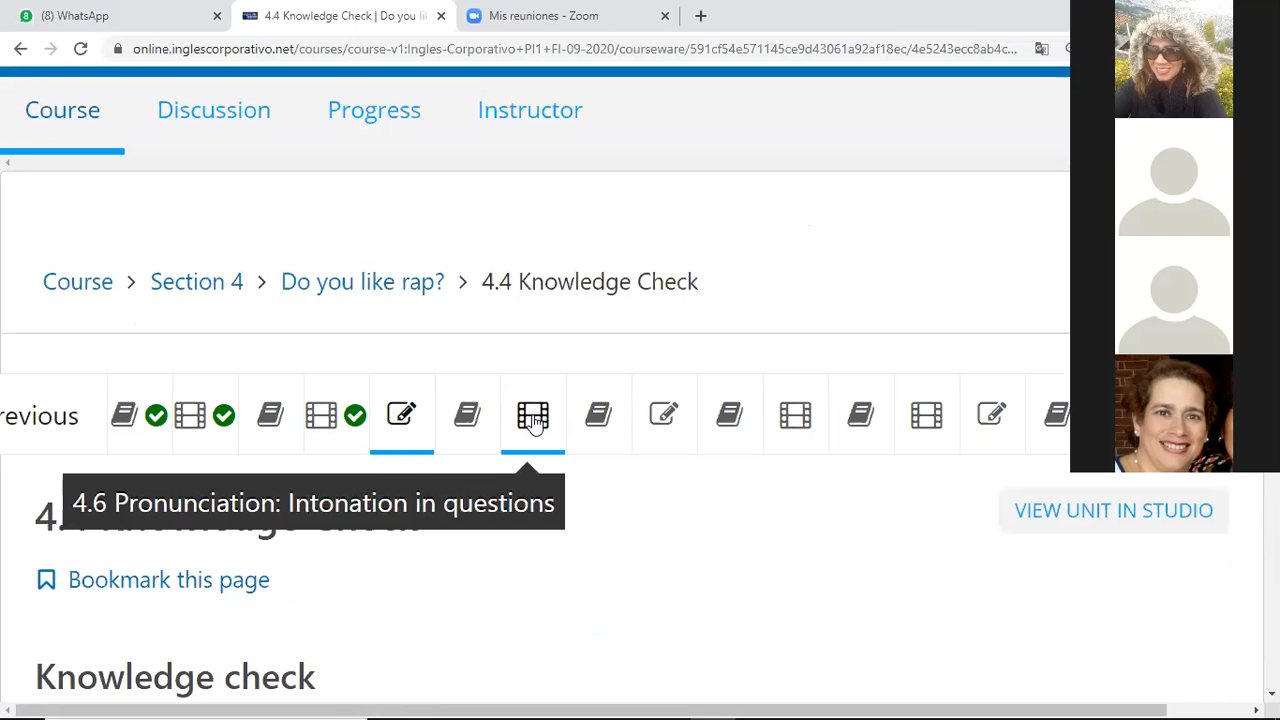 (8) WhatsApp
4.4 Knowledge Check | Do you li
Mis reuniones - Zoom
online.inglescorporativo.net/courses/course-v1:Ingles-Corporativo+PI1+FI-09-2020/courseware/591cf54e571145ce9d43061a92af18ec/4e5243ecc8ab4c...
Course Discussion Progress Instructor
Course > Section 4 > Do you like rap? > 4.4 Knowledge Check
revious
4.6 Pronunciation: Intonation in questions
VIEW UNIT IN STUDIO
Bookmark this page
Knowledge check